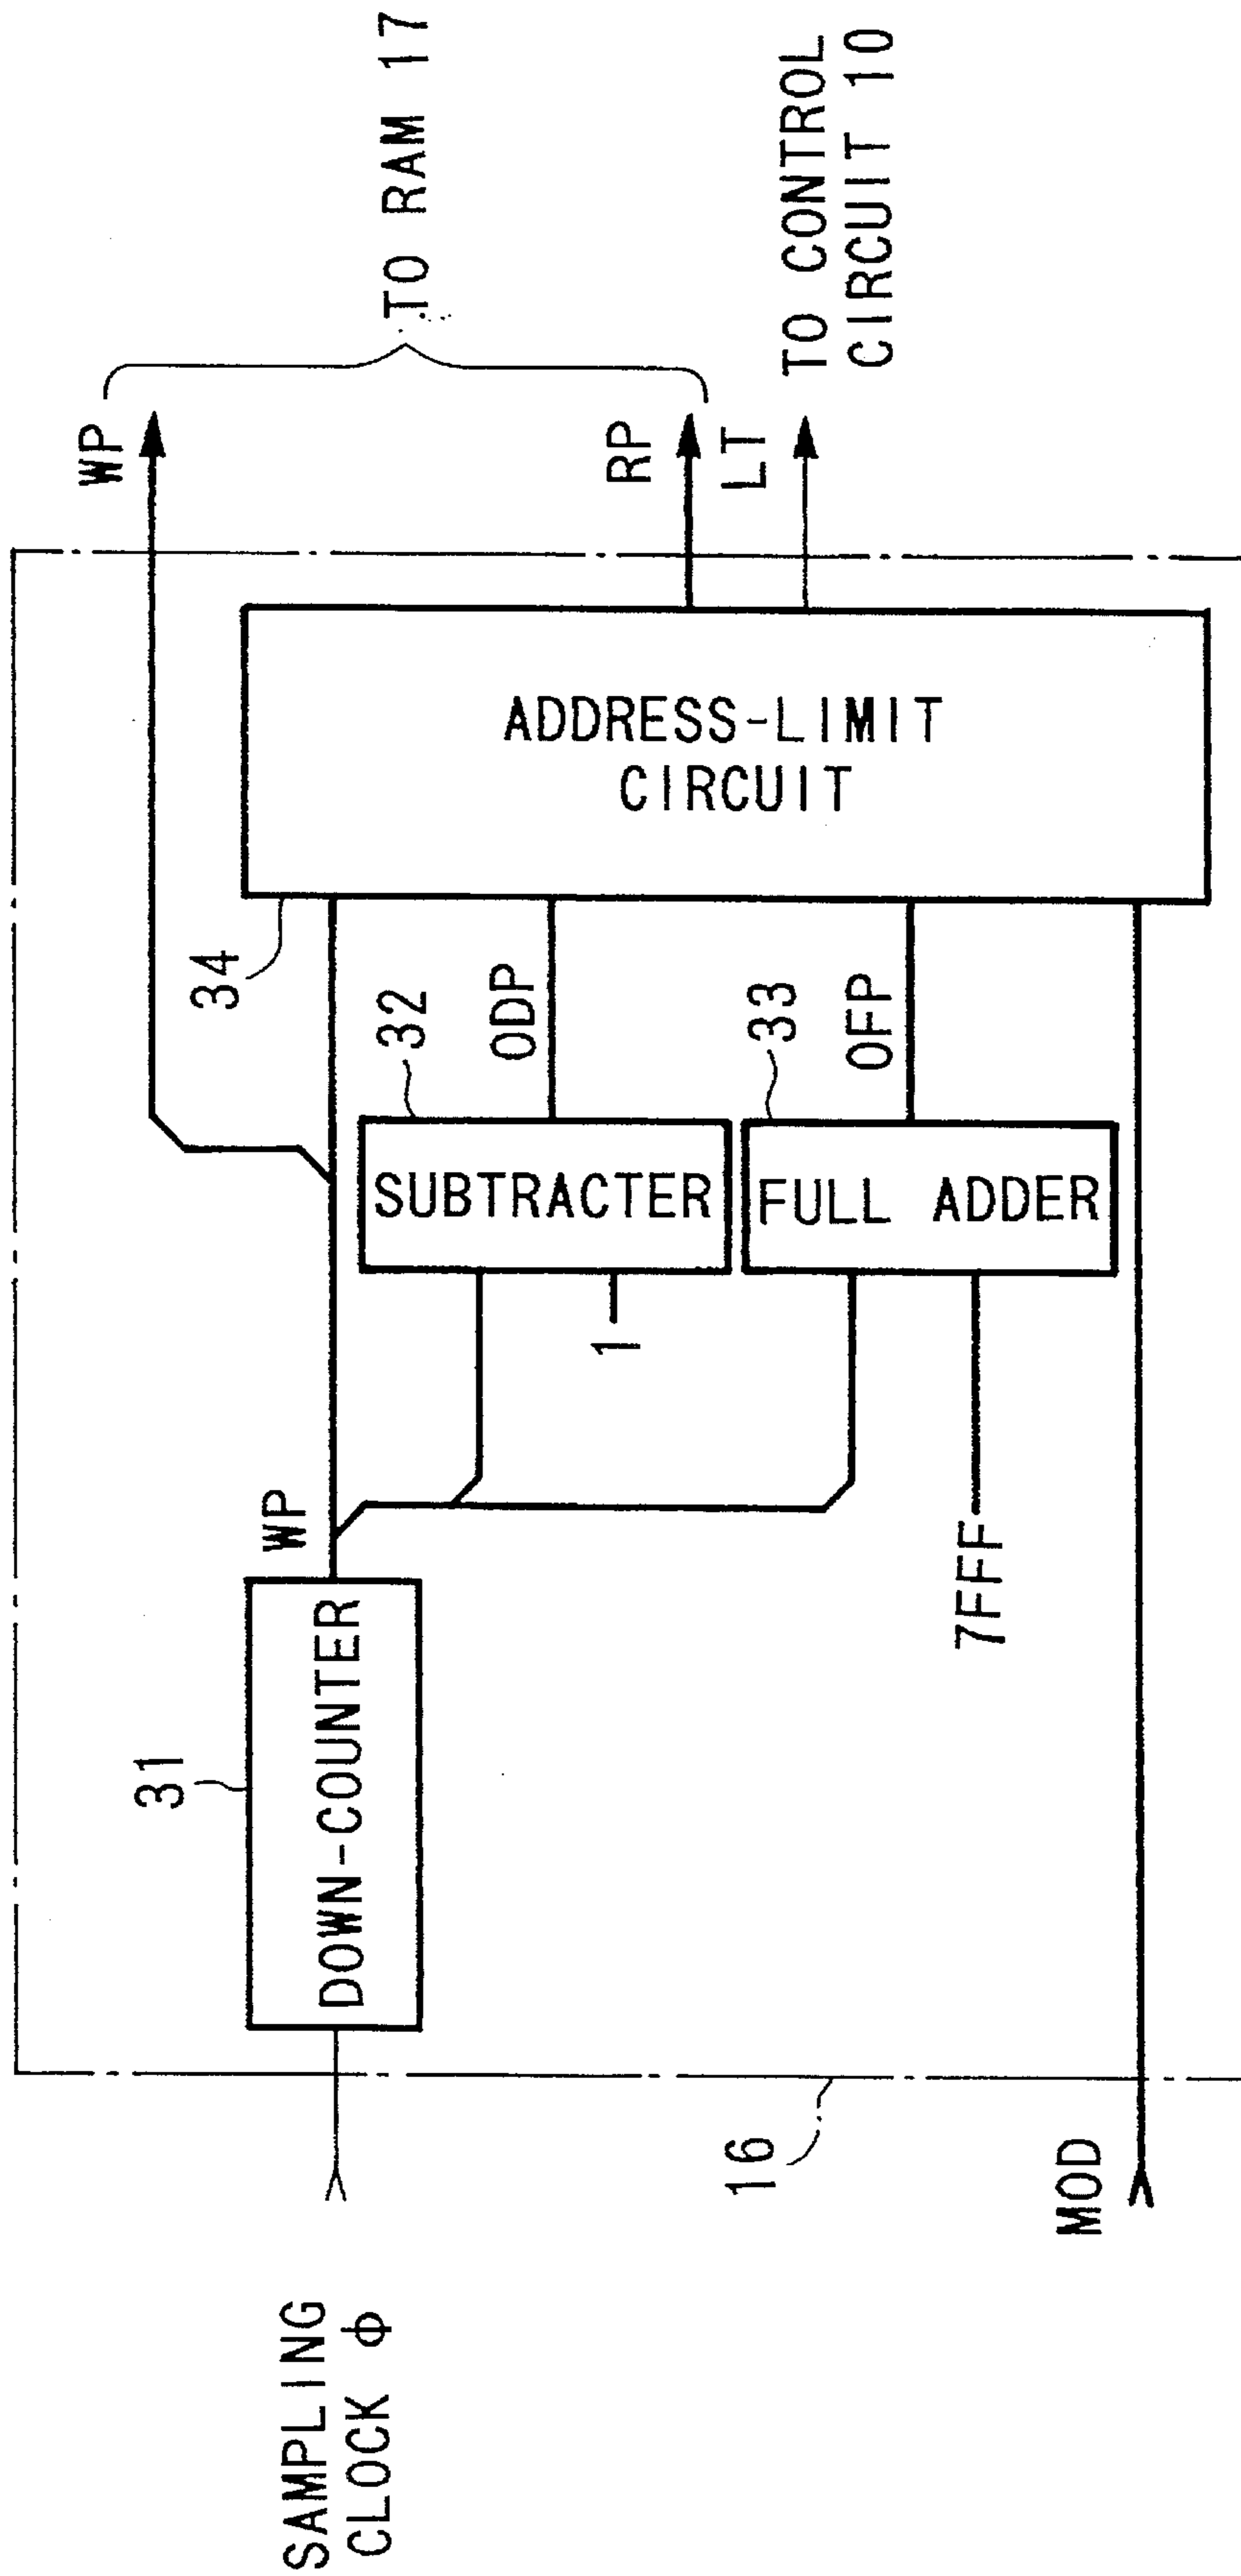 SAMPLING
CLOCK ϕ
MOD
16
31
DOWN-COUNTER
WP
7FFF
1
32
SUBTRACTER
33
FULL ADDER
ODP
OFP
34
ADDRESS-LIMIT
CIRCUIT
WP
RP
LT
TO RAM 17
TO CONTROL
CIRCUIT 10